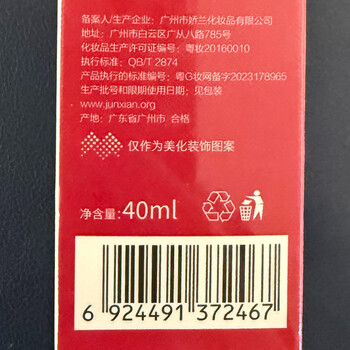 备案人/生产企业：广州市娇兰化妆品有限公司
地址：广州市白云区广从八路785号
化妆品生产许可证编号：粤妆20160010
执行标准：QB/T 2874
产品执行的标准编号：粤G妆网备字2023178965
生产批号和限期使用日期：见包装
www.junxian.org
产地：广东省广州市 合格
仅作为美化装饰图案
净含量：40ml
6 924491 372467